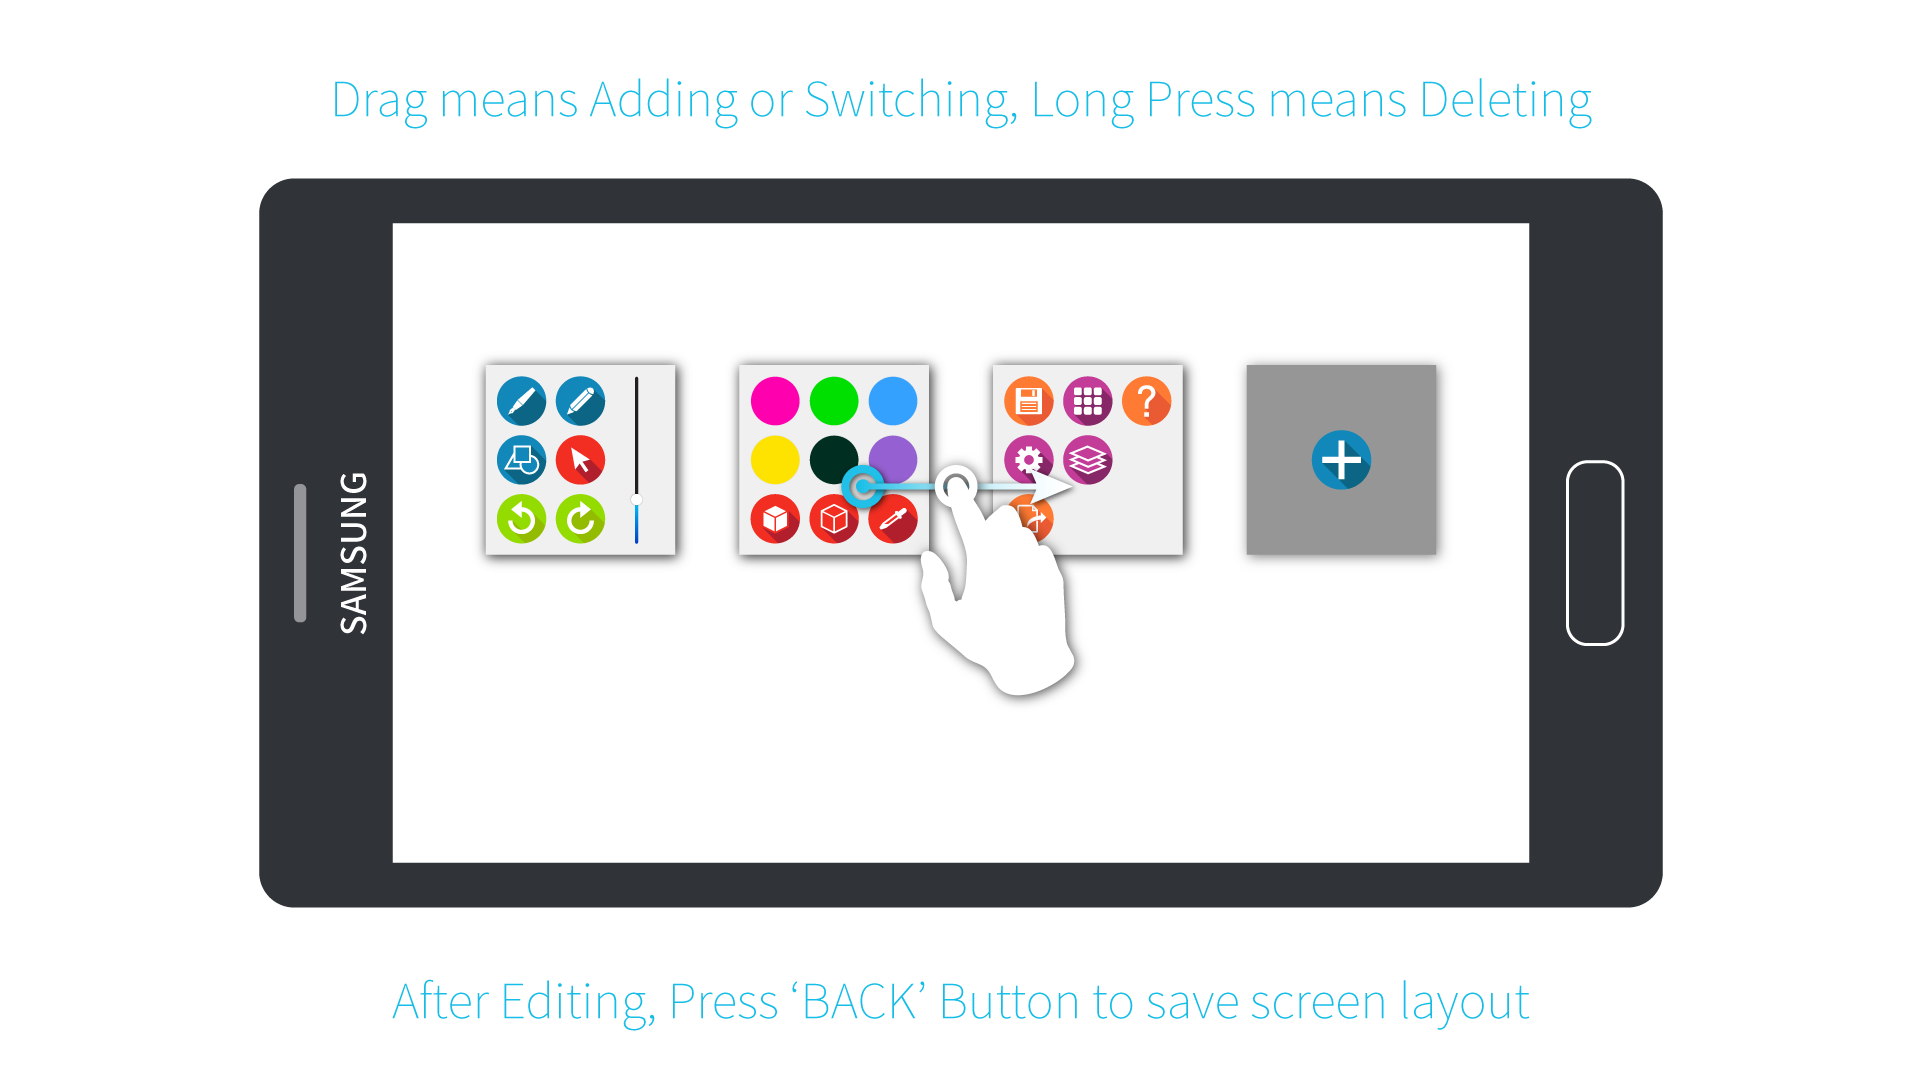 Drag means Adding or Switching, Long Press means Deleting
SAMSUNG
?
After Editing, Press ‘BACK’ Button to save screen layout